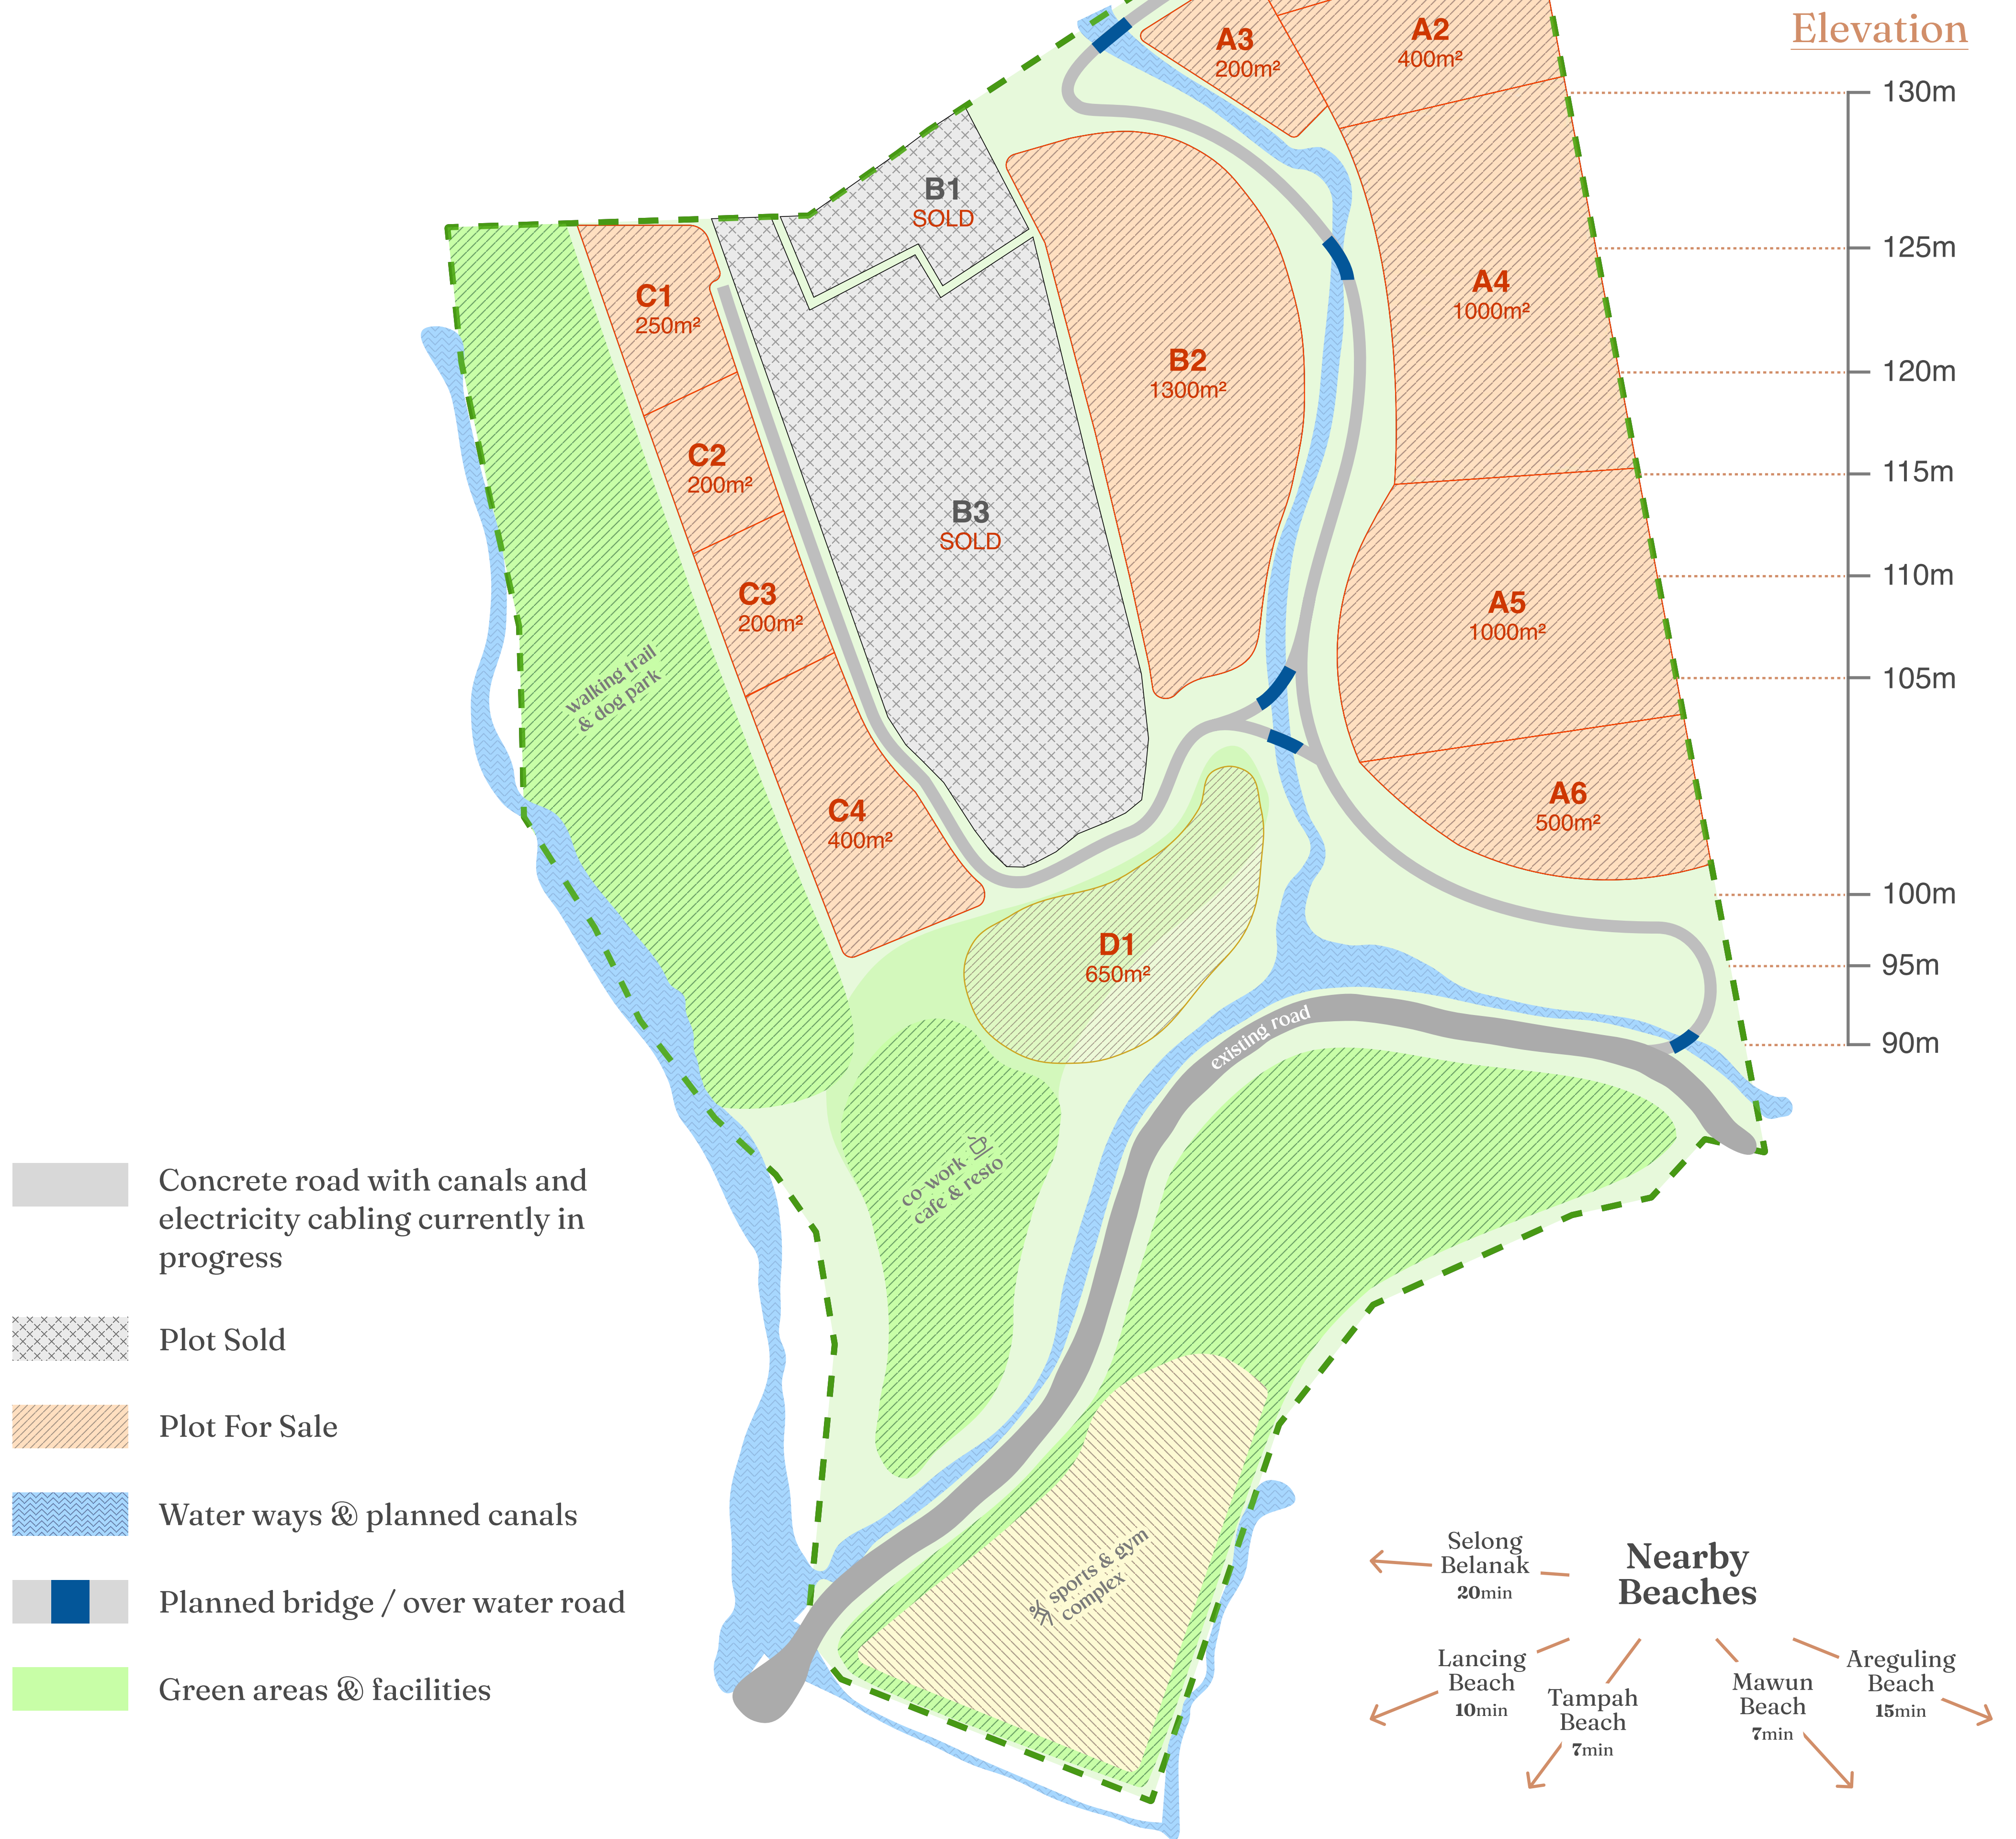 Elevation
130m
125m
120m
115m
110m
105m
100m
95m
90m
A3
200m²
A2
400m²
B1
SOLD
C1
250m²
A4
1000m²
B2
1300m²
C2
200m²
B3
SOLD
C3
200m²
A5
1000m²
walking trail
& dog park
C4
400m²
A6
500m²
D1
650m²
existing road
co-work
cafe & resto
sports & gym
complex
Concrete road with canals and
electricity cabling currently in
progress
Plot Sold
Plot For Sale
Water ways & planned canals
Planned bridge / over water road
Green areas & facilities
Nearby
Beaches
Selong
Belanak
20min
Lancing
Beach
10min
Tampah
Beach
7min
Mawun
Beach
7min
Areguling
Beach
15min